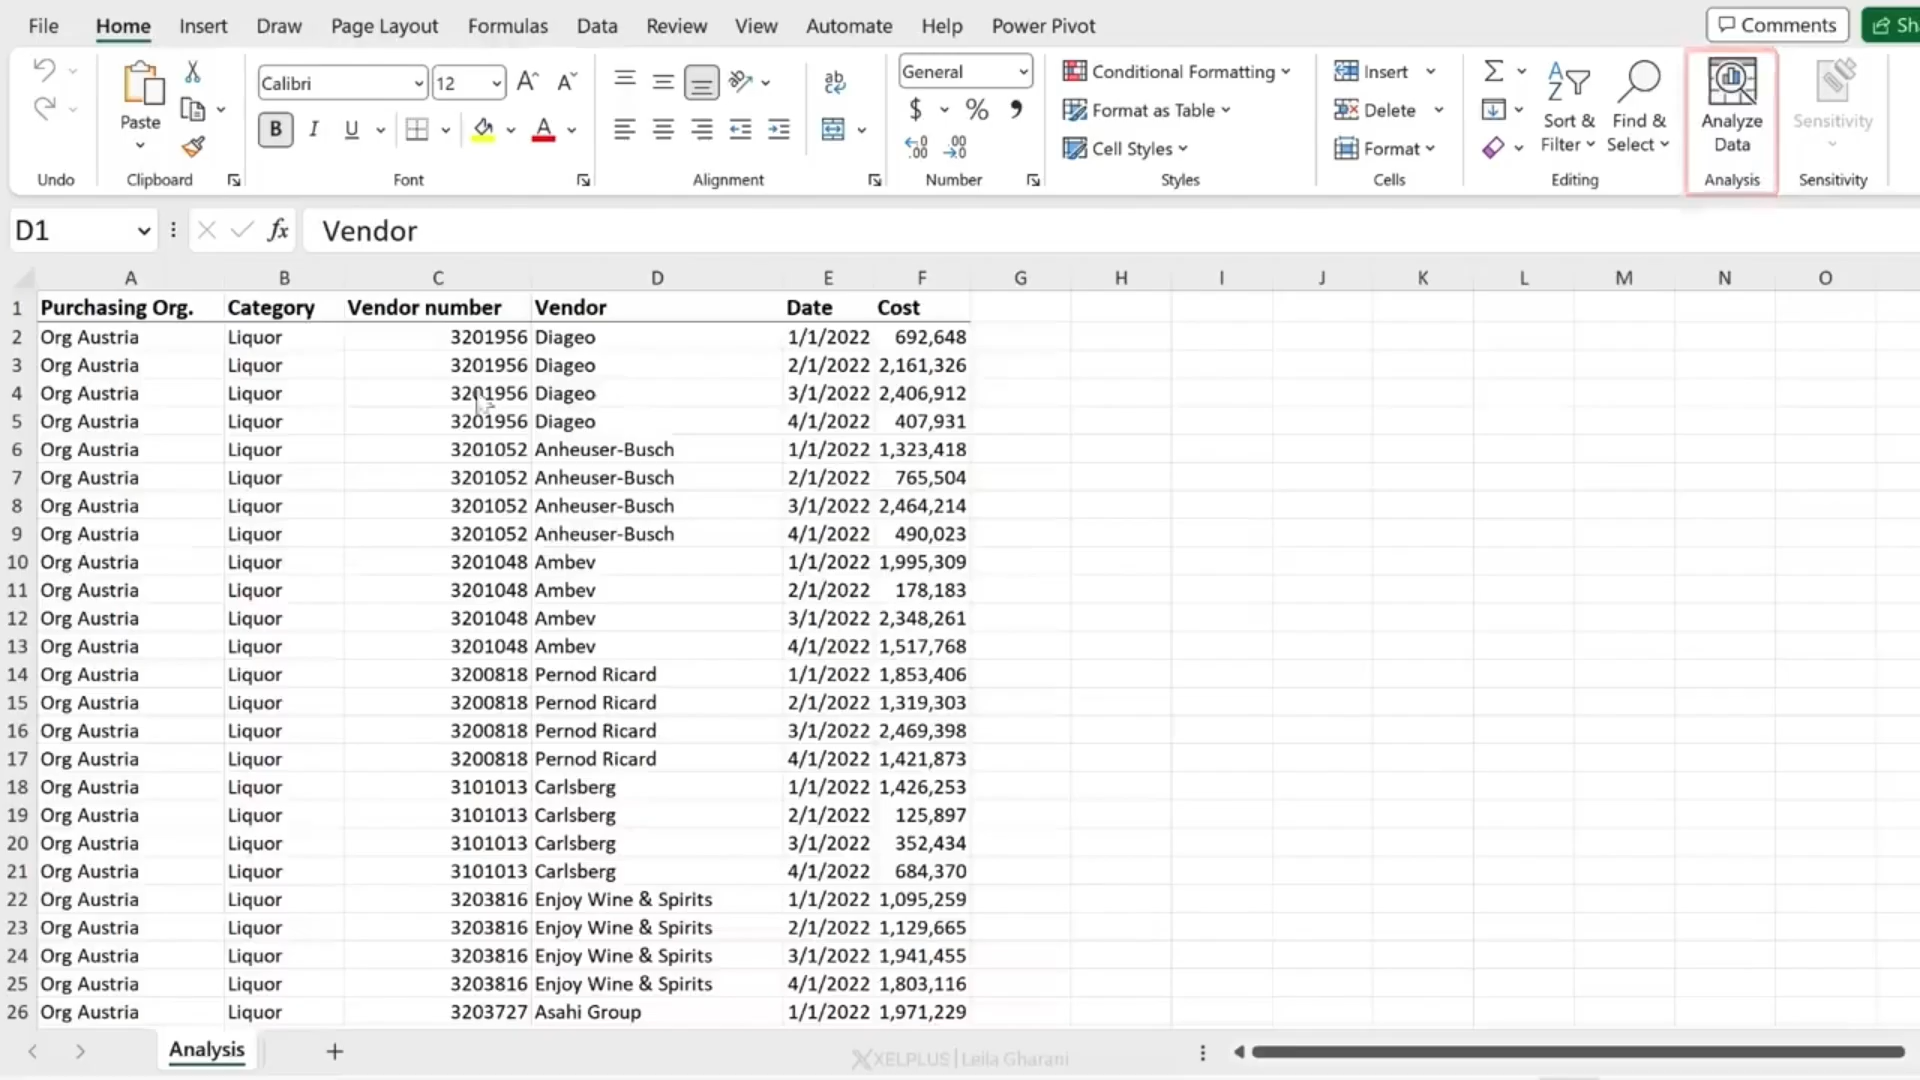 File Home Insert Draw Page Layout Formulas Data Review View Automate Help Power Pivot Comments Sh
Paste Calibri 12 B I U General $ % , Conditional Formatting Format as Table Cell Styles Insert Delete Format Sort & Filter Find & Select Analyze Data Sensitivity
Undo Clipboard Font Alignment Number Styles Cells Editing Analysis Sensitivity
D1 fx Vendor
A B C D E F G H I J K L M N O
1 Purchasing Org. Category Vendor number Vendor Date Cost
2 Org Austria Liquor 3201956 Diageo 1/1/2022 692,648
3 Org Austria Liquor 3201956 Diageo 2/1/2022 2,161,326
4 Org Austria Liquor 3201956 Diageo 3/1/2022 2,406,912
5 Org Austria Liquor 3201956 Diageo 4/1/2022 407,931
6 Org Austria Liquor 3201052 Anheuser-Busch 1/1/2022 1,323,418
7 Org Austria Liquor 3201052 Anheuser-Busch 2/1/2022 765,504
8 Org Austria Liquor 3201052 Anheuser-Busch 3/1/2022 2,464,214
9 Org Austria Liquor 3201052 Anheuser-Busch 4/1/2022 490,023
10 Org Austria Liquor 3201048 Ambev 1/1/2022 1,995,309
11 Org Austria Liquor 3201048 Ambev 2/1/2022 178,183
12 Org Austria Liquor 3201048 Ambev 3/1/2022 2,348,261
13 Org Austria Liquor 3201048 Ambev 4/1/2022 1,517,768
14 Org Austria Liquor 3200818 Pernod Ricard 1/1/2022 1,853,406
15 Org Austria Liquor 3200818 Pernod Ricard 2/1/2022 1,319,303
16 Org Austria Liquor 3200818 Pernod Ricard 3/1/2022 2,469,398
17 Org Austria Liquor 3200818 Pernod Ricard 4/1/2022 1,421,873
18 Org Austria Liquor 3101013 Carlsberg 1/1/2022 1,426,253
19 Org Austria Liquor 3101013 Carlsberg 2/1/2022 125,897
20 Org Austria Liquor 3101013 Carlsberg 3/1/2022 352,434
21 Org Austria Liquor 3101013 Carlsberg 4/1/2022 684,370
22 Org Austria Liquor 3203816 Enjoy Wine & Spirits 1/1/2022 1,095,259
23 Org Austria Liquor 3203816 Enjoy Wine & Spirits 2/1/2022 1,129,665
24 Org Austria Liquor 3203816 Enjoy Wine & Spirits 3/1/2022 1,941,455
25 Org Austria Liquor 3203816 Enjoy Wine & Spirits 4/1/2022 1,803,116
26 Org Austria Liquor 3203727 Asahi Group 1/1/2022 1,971,229
Analysis
XELPLUS | Leila Gharani